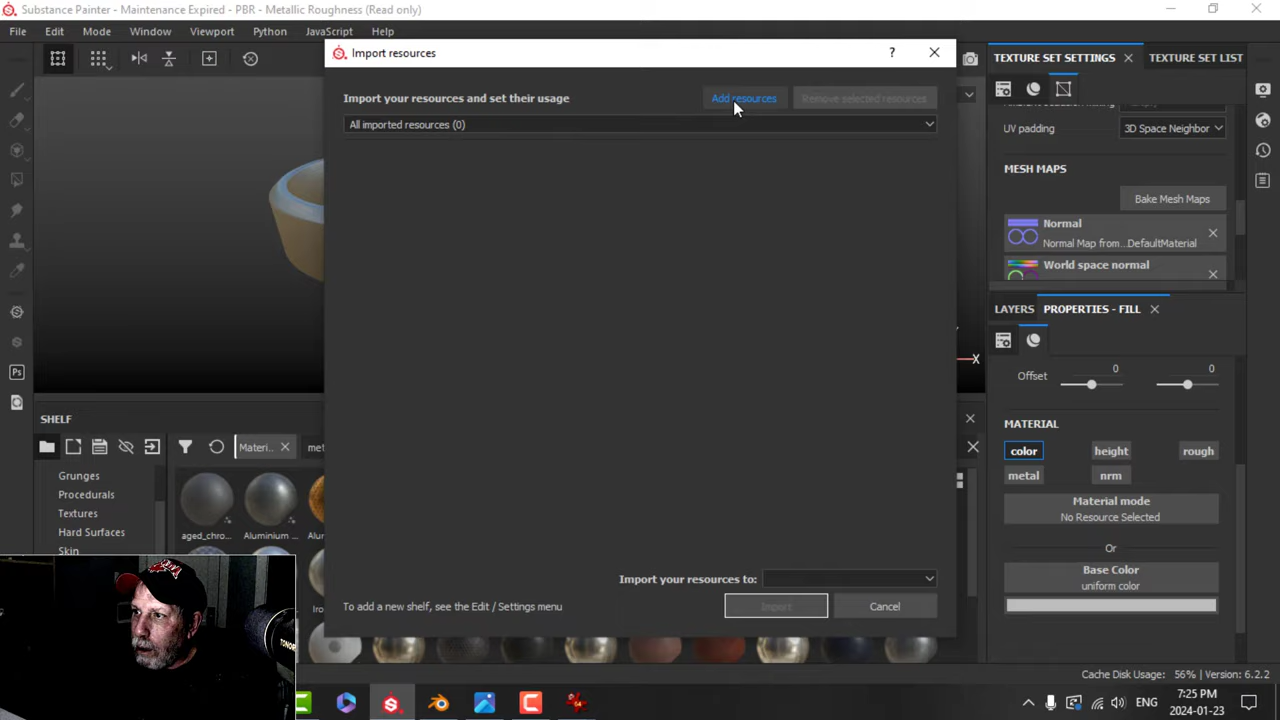 Substance Painter - Maintenance Expired - PBR - Metallic Roughness (Read only)
File Edit Mode Window Viewport Python JavaScript Help
Import resources
?
TEXTURE SET SETTINGS
TEXTURE SET LIST
Import your resources and set their usage
Add resources
Remove selected resources
All imported resources (0)
UV padding
3D Space Neighbor
MESH MAPS
Bake Mesh Maps
Normal
Normal Map from...DefaultMaterial
World space normal
LAYERS
PROPERTIES - FILL
X
0
0
Offset
SHELF
MATERIAL
Materi..
met
color
height
rough
metal
nrm
Grunges
Procedurals
Textures
Hard Surfaces
Skin
aged_chro...
Aluminium ...
Alur
Iro
Material mode
No Resource Selected
Or
Base Color
uniform color
Import your resources to:
To add a new shelf, see the Edit / Settings menu
Import
Cancel
Cache Disk Usage: 56% | Version: 6.2.2
Ps
ENG
7:25 PM
2024-01-23